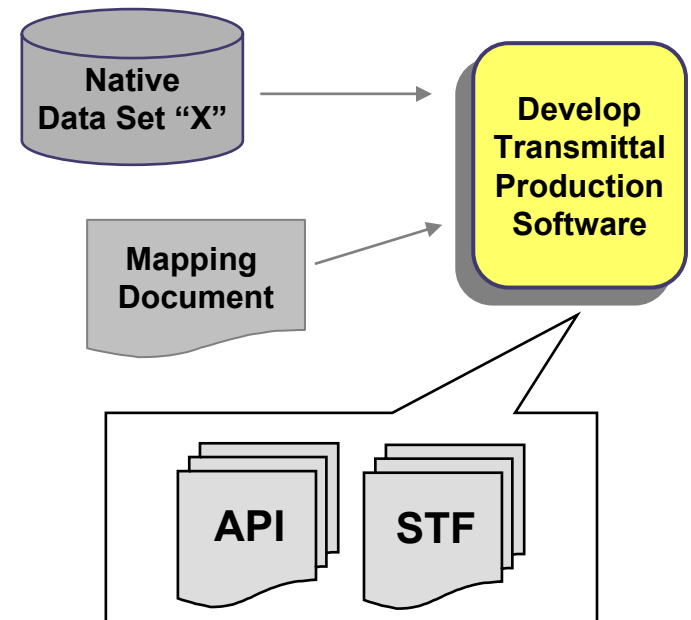 Native
Data Set “X”
Develop
Transmittal
Production
Software
Mapping
Document
API
STF